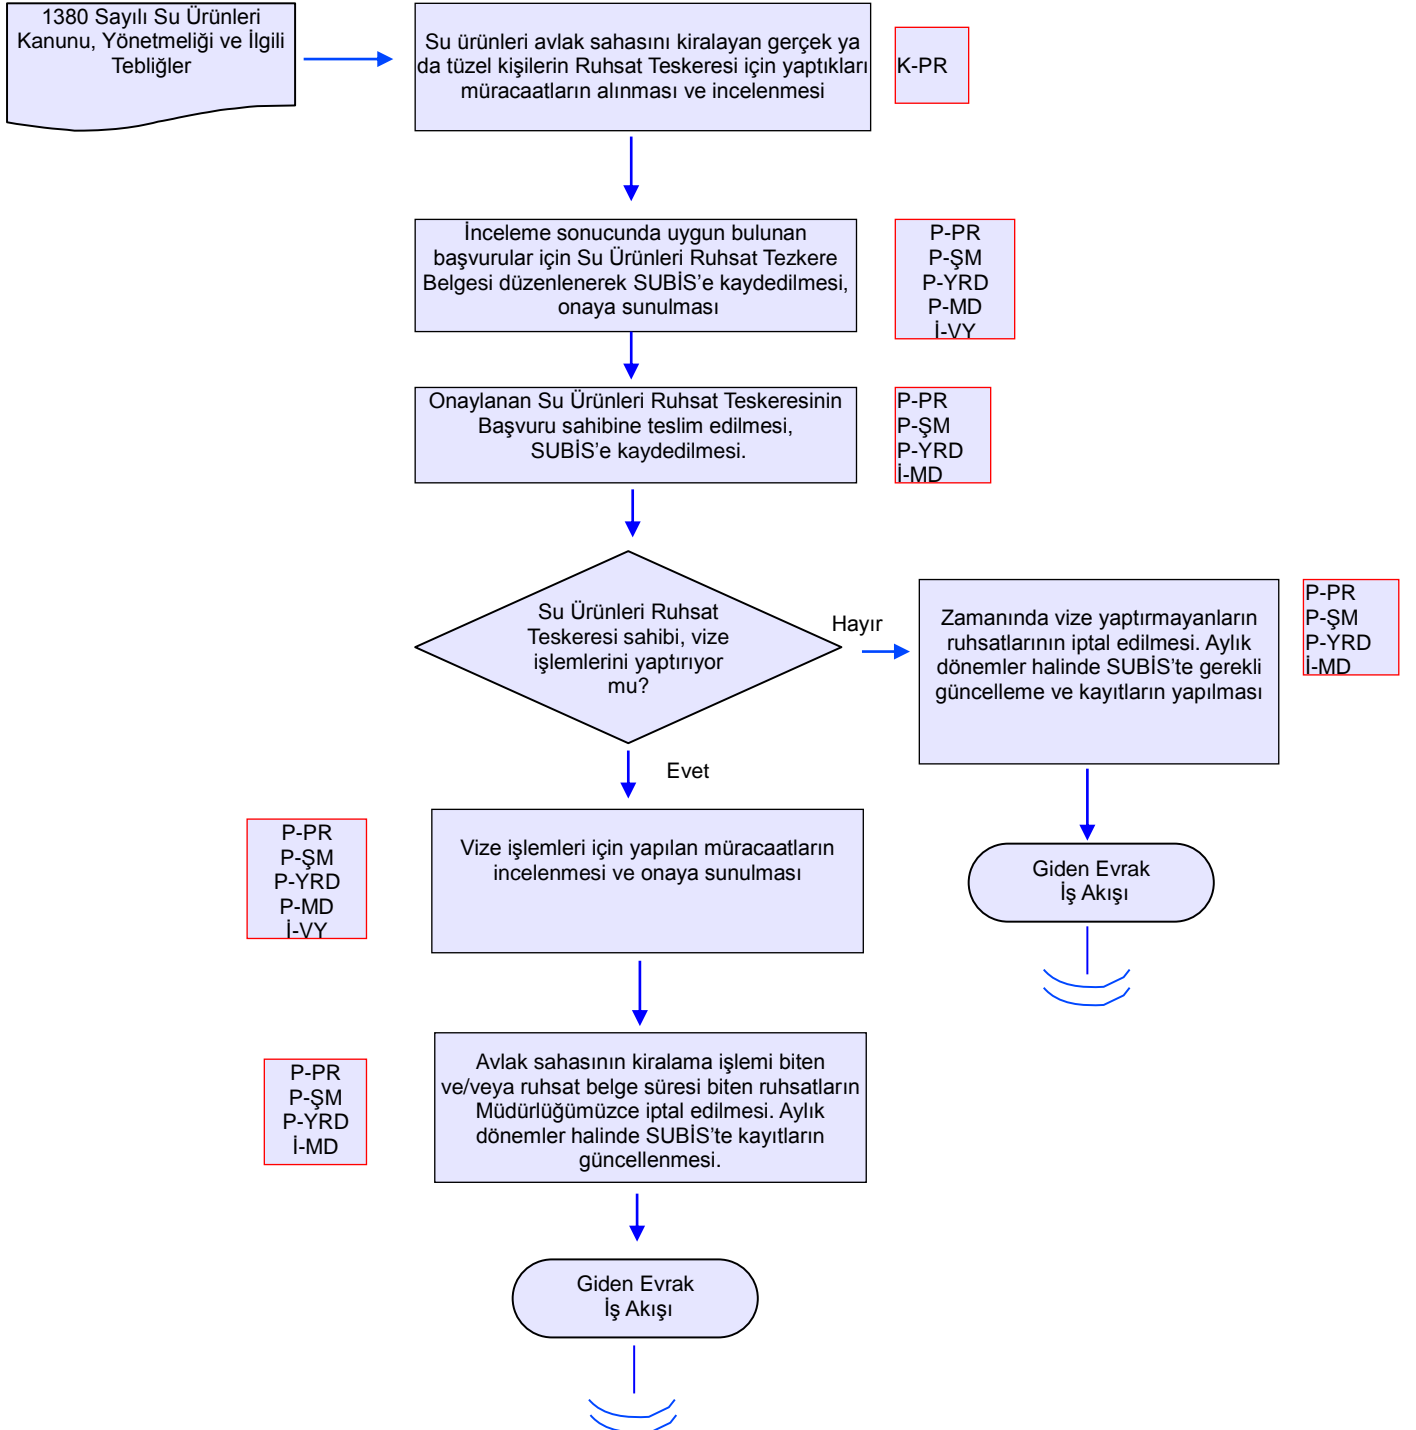 1380 Sayılı Su Ürünleri
Kanunu, Yönetmeliği ve İlgili
Tebliğler
Su ürünleri avlak sahasını kiralayan gerçek ya
da tüzel kişilerin Ruhsat Teskeresi için yaptıkları
müracaatların alınması ve incelenmesi
K-PR
İnceleme sonucunda uygun bulunan
başvurular için Su Ürünleri Ruhsat Tezkere
Belgesi düzenlenerek SUBİS’e kaydedilmesi,
onaya sunulması
P-PR
P-ŞM
P-YRD
P-MD
İ-VY
Onaylanan Su Ürünleri Ruhsat Teskeresinin
Başvuru sahibine teslim edilmesi,
SUBİS’e kaydedilmesi.
P-PR
P-ŞM
P-YRD
İ-MD
Su Ürünleri Ruhsat
Teskeresi sahibi, vize
işlemlerini yaptırıyor
mu?
Hayır
Zamanında vize yaptırmayanların
ruhsatlarının iptal edilmesi. Aylık
dönemler halinde SUBİS’te gerekli
güncelleme ve kayıtların yapılması
P-PR
P-ŞM
P-YRD
İ-MD
Evet
Giden Evrak
İş Akışı
P-PR
P-ŞM
P-YRD
P-MD
İ-VY
Vize işlemleri için yapılan müracaatların
incelenmesi ve onaya sunulması
P-PR
P-ŞM
P-YRD
İ-MD
Avlak sahasının kiralama işlemi biten
ve/veya ruhsat belge süresi biten ruhsatların
Müdürlüğümüzce iptal edilmesi. Aylık
dönemler halinde SUBİS’te kayıtların
güncellenmesi.
Giden Evrak
İş Akışı